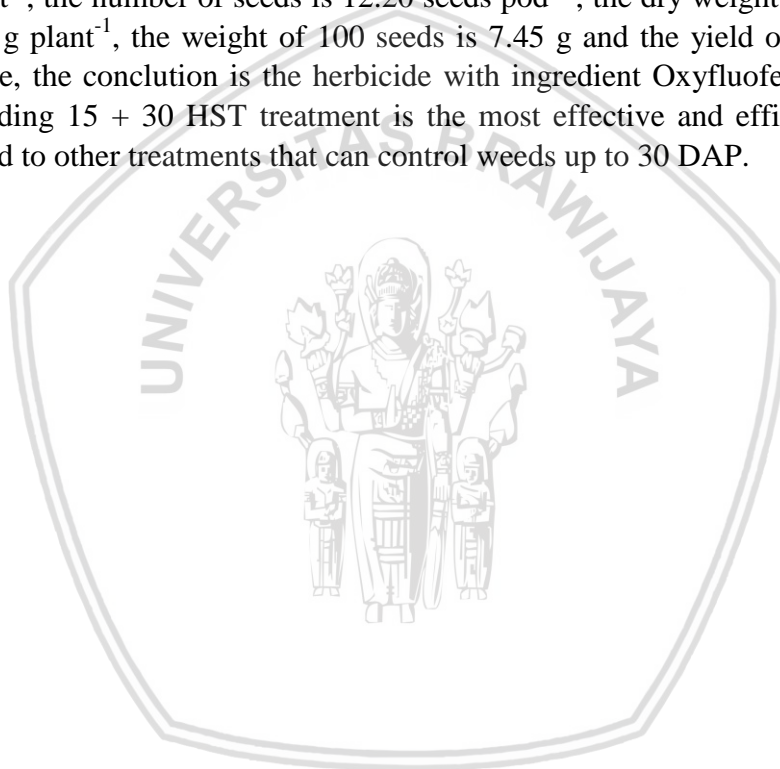 , the number of seeds is 12.20 seeds pod , the dry weight
g plant-1, the weight of 100 seeds is 7.45 g and the yield o
e, the conclution is the herbicide with ingredient Oxyfluofe
ding 15 + 30 HST treatment is the most effective and effi
d to other treatments that can control weeds up to 30 DAP.
UNIVERSITAS BRAWIJAYA